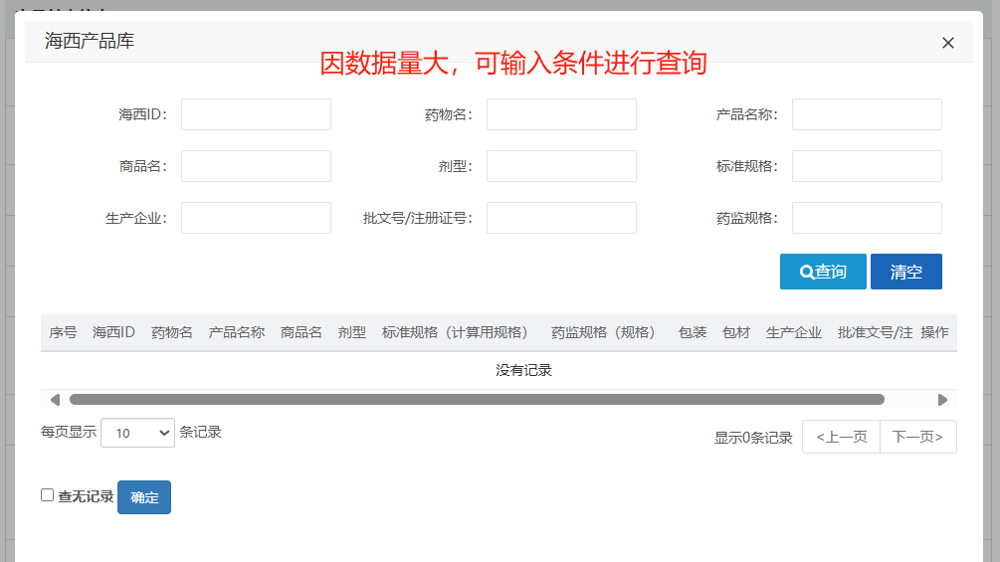 海西产品库
因数据量大，可输入条件进行查询
海西ID： 药物名： 产品名称：
商品名： 剂型： 标准规格：
生产企业： 批文号/注册证号： 药监规格：
查询 清空
序号 海西ID 药物名 产品名称 商品名 剂型 标准规格（计算用规格） 药监规格（规格） 包装 包材 生产企业 批准文号/注 操作
没有记录
每页显示 10 条记录 显示0条记录 <上一页 下一页>
查无记录 确定